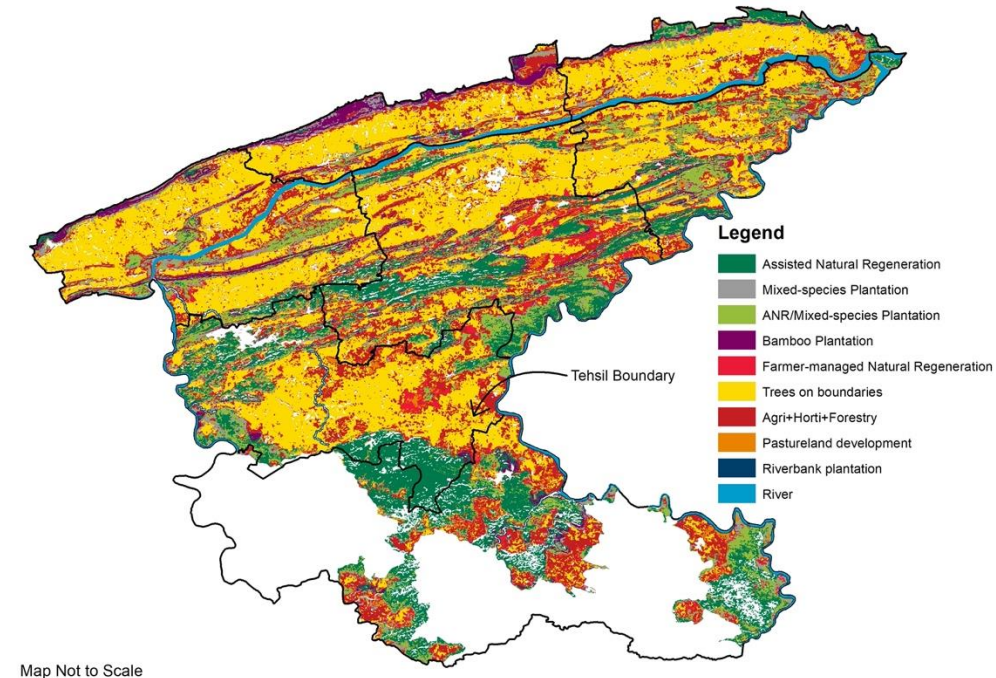 Legend
Assisted Natural Regeneration
Mixed-species Plantation
ANR/Mixed-species Plantation
Bamboo Plantation
Farmer-managed Natural Regeneration
Trees on boundaries
Agri+Horti+Forestry
Pastureland development
Riverbank plantation
River
Tehsil Boundary
Map Not to Scale